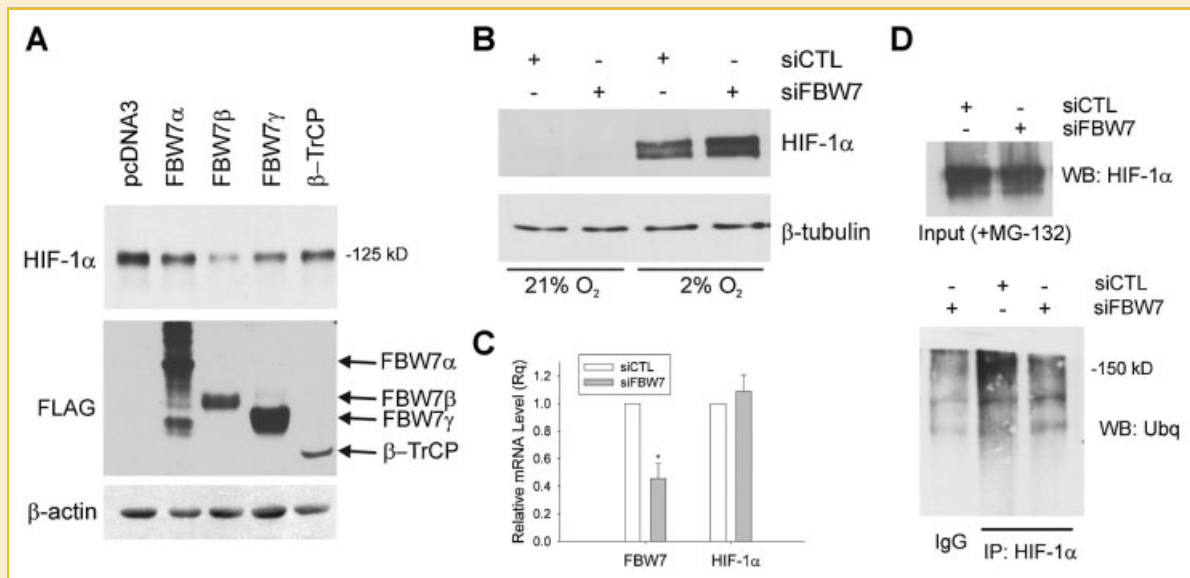 A
pcDNA3
FBW7α
FBW7β
FBW7γ
β–TrCP
HIF-1α
-125 kD
FLAG
FBW7α
FBW7β
FBW7γ
β–TrCP
β-actin
B
+ - + - siCTL
- + - + siFBW7
HIF-1α
β-tubulin
21% O₂ 2% O₂
C
Relative mRNA Level (Rq)
siCTL
siFBW7
1.2
1.0
0.8
0.6
0.4
0.2
0.0
*
FBW7 HIF-1α
D
+ - siCTL
- + siFBW7
WB: HIF-1α
Input (+MG-132)
- + - siCTL
+ - + siFBW7
-150 kD
WB: Ubq
IgG IP: HIF-1α